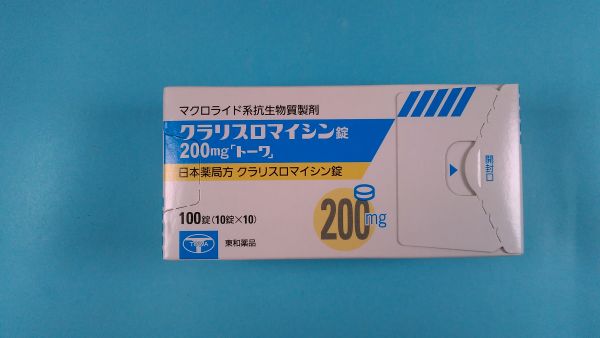 マクロライド系抗生物質製剤
クラリスロマイシン錠
200mg「トーワ」
日本薬局方 クラリスロマイシン錠
100錠(10錠×10)
200mg
TOWA
東和薬品
開封口